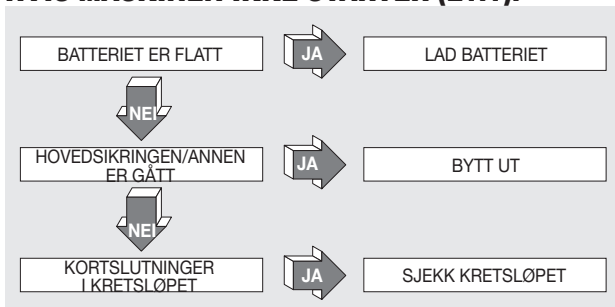 BATTERIET ER FLATT JA LAD BATTERIET
NEI
HOVEDSIKRINGEN/ANNEN
ER GÅTT JA BYTT UT
NEI
KORTSLUTNINGER
I KRETSLØPET JA SJEKK KRETSLØPET